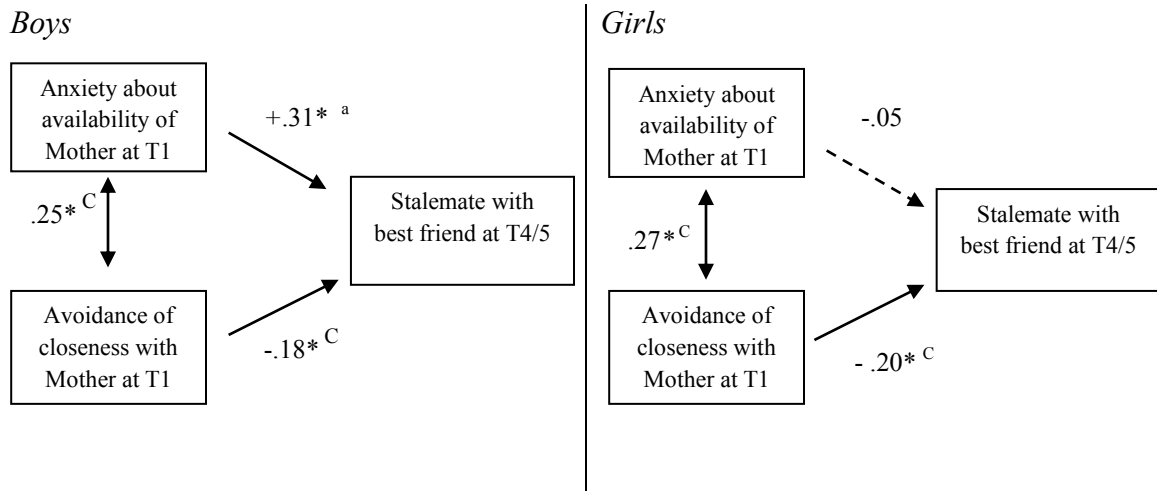 Boys
Anxiety about
availability of
Mother at T1
+.31* a
.25* C
Stalemate with
best friend at T4/5
Avoidance of
closeness with
Mother at T1
-.18* C
Girls
Anxiety about
availability of
Mother at T1
-.05
.27* C
Stalemate with
best friend at T4/5
Avoidance of
closeness with
Mother at T1
- .20* C